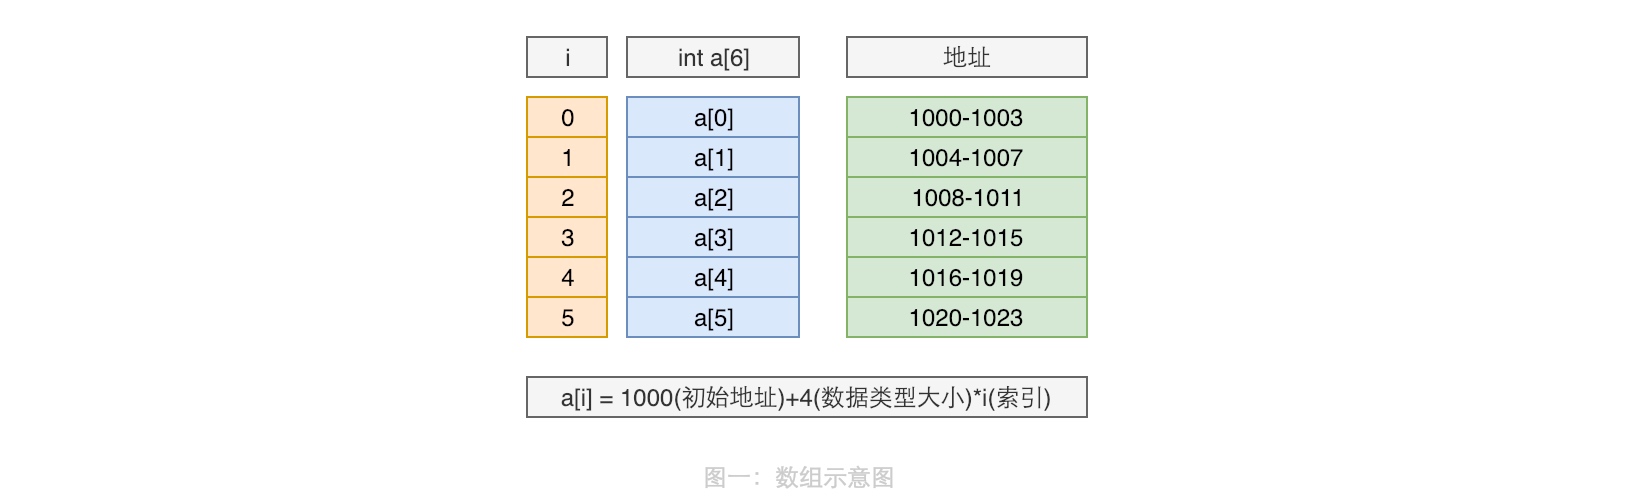 i int a[6] 地址
0 a[0] 1000-1003
1 a[1] 1004-1007
2 a[2] 1008-1011
3 a[3] 1012-1015
4 a[4] 1016-1019
5 a[5] 1020-1023
a[i] = 1000(初始地址)+4(数据类型大小)*i(索引)
图一：数组示意图